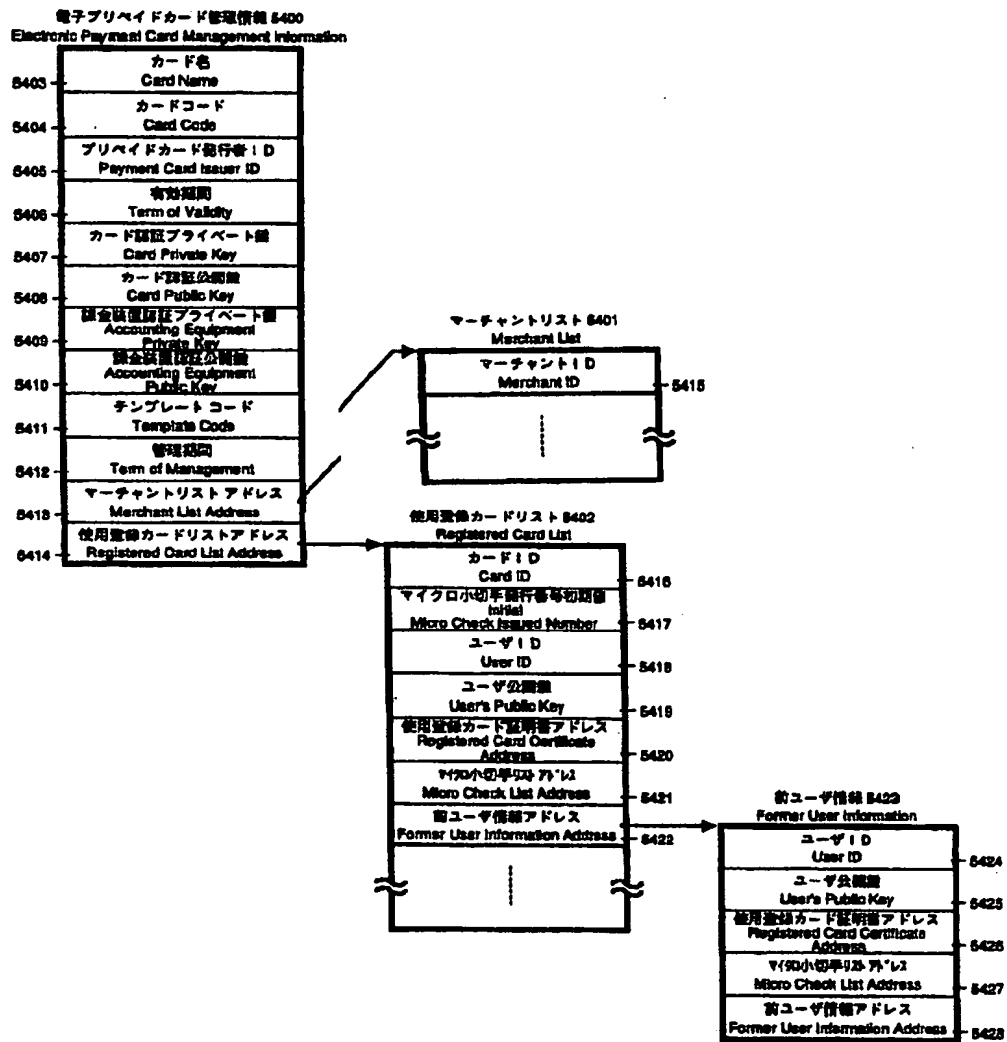 電子プリペイドカード管理情報 5400
Electronic Payment Card Management Information
カード名
Card Name
5403
カードコード
Card Code
5404
プリペイドカード発行者ID
Payment Card Issuer ID
5405
有効期間
Term of Validity
5406
カード認証プライベート鍵
Card Private Key
5407
カード認証公開鍵
Card Public Key
5408
課金装置認証プライベート鍵
Accounting Equipment
Private Key
5409
課金装置認証公開鍵
Accounting Equipment
Public Key
5410
テンプレートコード
Template Code
5411
管理期間
Term of Management
5412
マーチャントリストアドレス
Merchant List Address
5413
使用登録カードリストアドレス
Registered Card List Address
5414
マーチャントリスト 5401
Merchant List
マーチャントID
Merchant ID
5415
使用登録カードリスト 5402
Registered Card List
カードID
Card ID
5416
マイクロ小切手発行番号初期値
Initial
Micro Check Issued Number
5417
ユーザID
User ID
5418
ユーザ公開鍵
User's Public Key
5419
使用登録カード証明書アドレス
Registered Card Certificate
Address
5420
マイクロ小切手リストアドレス
Micro Check List Address
5421
前ユーザ情報アドレス
Former User Information Address
5422
前ユーザ情報 5423
Former User Information
ユーザID
User ID
5424
ユーザ公開鍵
User's Public Key
5425
使用登録カード証明書アドレス
Registered Card Certificate
Address
5426
マイクロ小切手リストアドレス
Micro Check List Address
5427
前ユーザ情報アドレス
Former User Information Address
5428